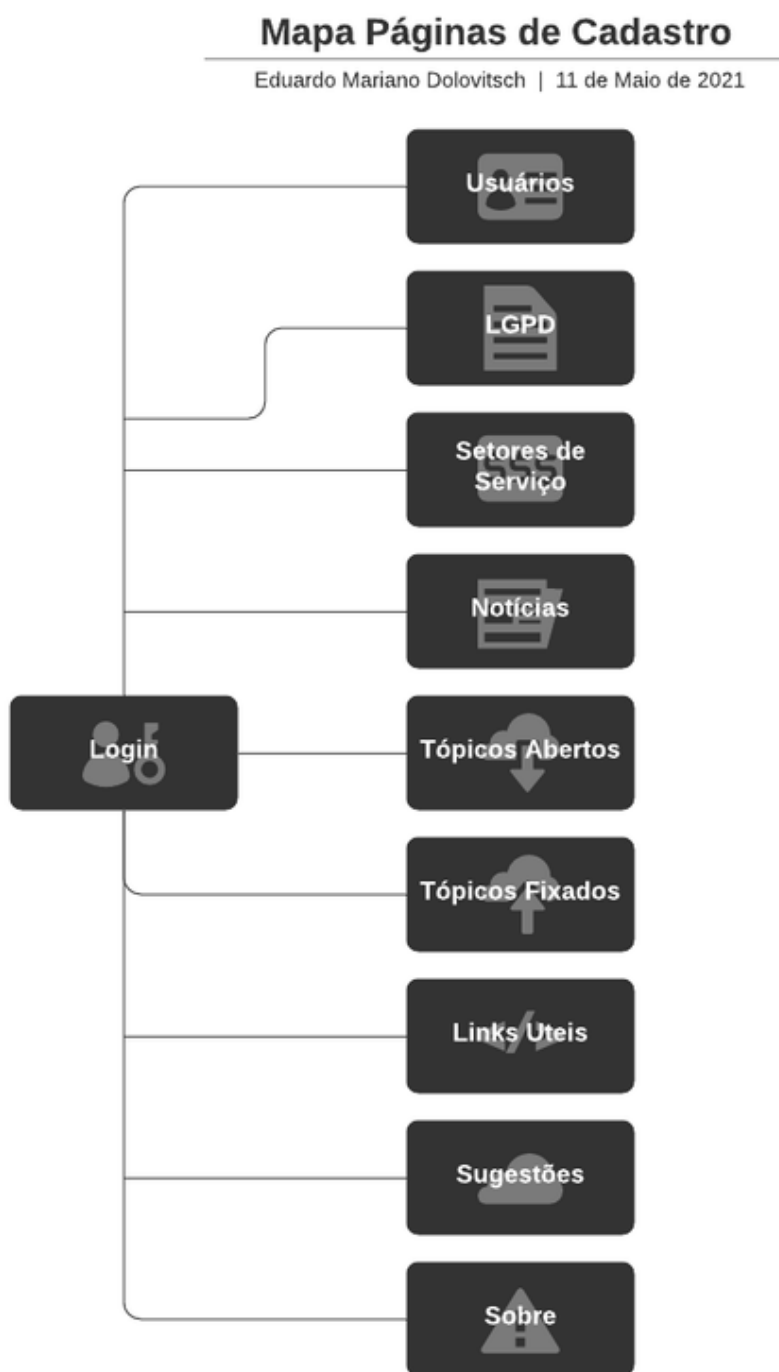 Mapa Páginas de Cadastro
Eduardo Mariano Dolovitsch | 11 de Maio de 2021
Usuários
LGPD
Setores de
Serviço
Notícias
Login
Tópicos Abertos
Tópicos Fixados
Links Uteis
Sugestões
Sobre